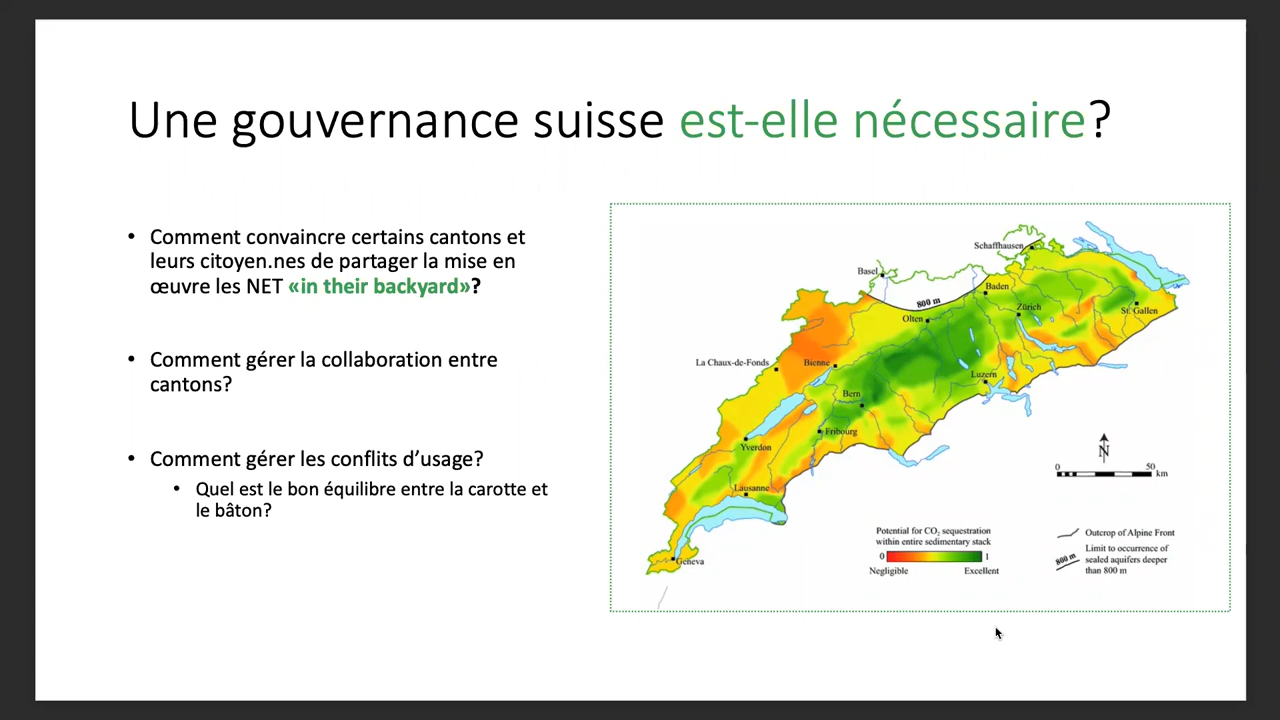 Une gouvernance suisse est-elle nécessaire?
• Comment convaincre certains cantons et
leurs citoyen.nes de partager la mise en
œuvre les NET «in their backyard»?
• Comment gérer la collaboration entre
cantons?
• Comment gérer les conflits d’usage?
• Quel est le bon équilibre entre la carotte et
le bâton?
Schaffhausen
Basel
Baden
800 m
Zürich
Olten
St. Gallen
La Chaux-de-Fonds
Bienne
Luzern
Bern
Fribourg
Yverdon
Lausanne
Geneva
N
0 50 km
Potential for CO₂ sequestration
within entire sedimentary stack
0 1
Negligible Excellent
Outcrop of Alpine Front
800 m
Limit to occurrence of
sealed aquifers deeper
than 800 m